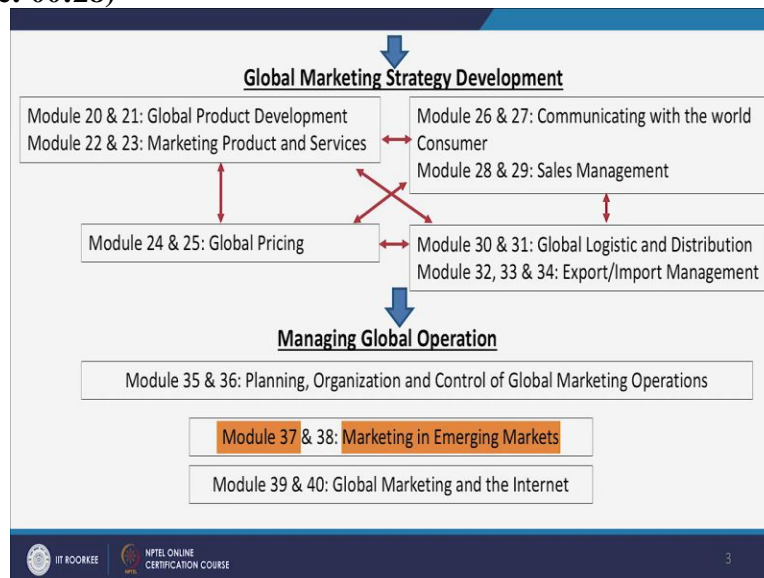 Global Marketing Strategy Development
Module 20 & 21: Global Product Development
Module 22 & 23: Marketing Product and Services
Module 26 & 27: Communicating with the world
Consumer
Module 28 & 29: Sales Management
Module 24 & 25: Global Pricing
Module 30 & 31: Global Logistic and Distribution
Module 32, 33 & 34: Export/Import Management
Managing Global Operation
Module 35 & 36: Planning, Organization and Control of Global Marketing Operations
Module 37 & 38: Marketing in Emerging Markets
Module 39 & 40: Global Marketing and the Internet
IIT ROORKEE
NPTEL ONLINE
CERTIFICATION COURSE
3